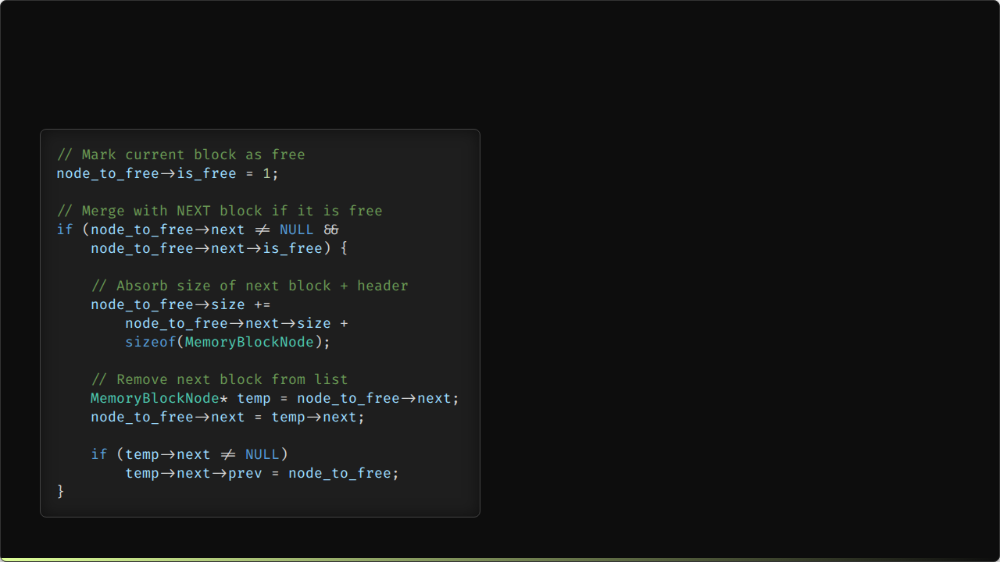 // Mark current block as free
node_to_free->is_free = 1;
// Merge with NEXT block if it is free
if (node_to_free->next != NULL &&
node_to_free->next->is_free) {
// Absorb size of next block + header
node_to_free->size +=
node_to_free->next->size +
sizeof(MemoryBlockNode);
// Remove next block from list
MemoryBlockNode* temp = node_to_free->next;
node_to_free->next = temp->next;
if (temp->next != NULL)
temp->next->prev = node_to_free;
}